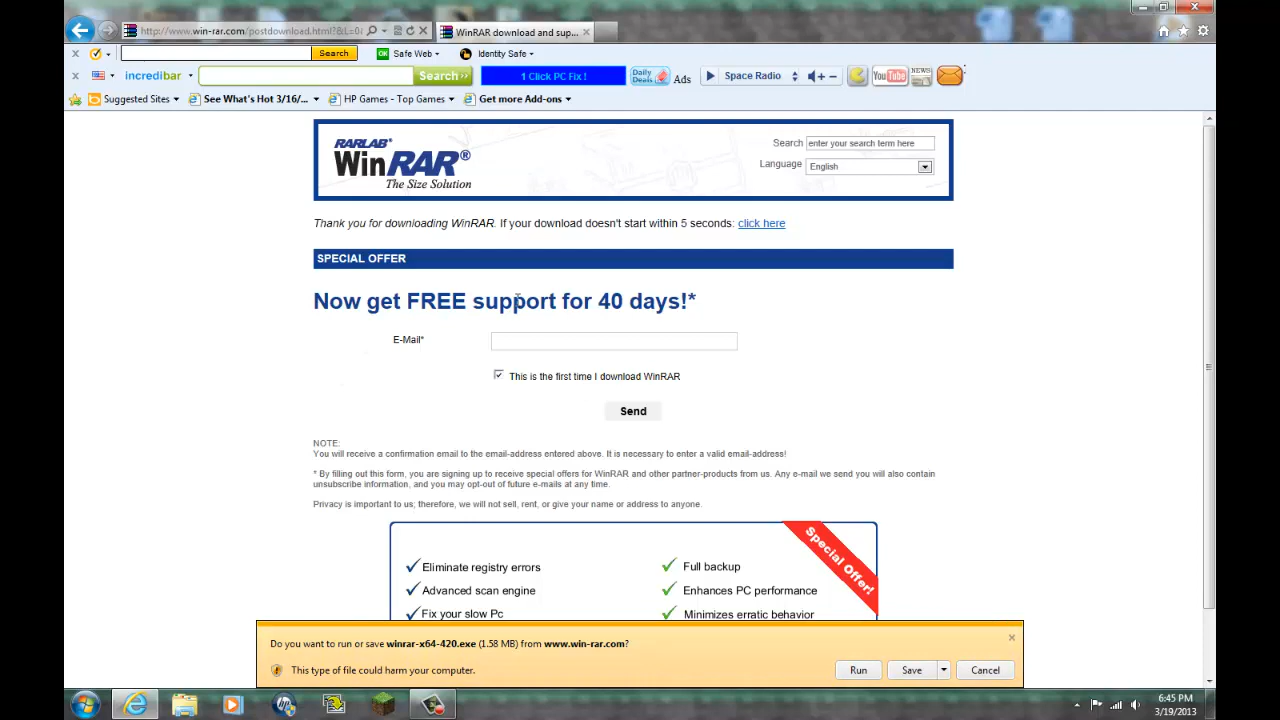 http://www.win-rar.com/postdownload.html?&L=0
WinRAR download and sup...
Search
Safe Web
Identity Safe
incredibar
Search
1 Click PC Fix !
Daily Deals
Ads
Space Radio
You Tube
NEWS
Suggested Sites
See What's Hot 3/16/...
HP Games - Top Games
Get more Add-ons
RARLAB®
WinRAR®
The Size Solution
Search
enter your search term here
Language
English
Thank you for downloading WinRAR. If your download doesn't start within 5 seconds: click here
SPECIAL OFFER
Now get FREE support for 40 days!*
E-Mail*
This is the first time I download WinRAR
Send
NOTE:
You will receive a confirmation email to the email-address entered above. It is necessary to enter a valid email-address!
* By filling out this form, you are signing up to receive special offers for WinRAR and other partner-products from us. Any e-mail we send you will also contain
unsubscribe information, and you may opt-out of future e-mails at any time.
Privacy is important to us; therefore, we will not sell, rent, or give your name or address to anyone.
Special Offer!
Eliminate registry errors
Full backup
Advanced scan engine
Enhances PC performance
Fix your slow Pc
Minimizes erratic behavior
Do you want to run or save winrar-x64-420.exe (1.58 MB) from www.win-rar.com?
This type of file could harm your computer.
Run
Save
Cancel
6:45 PM
3/19/2013